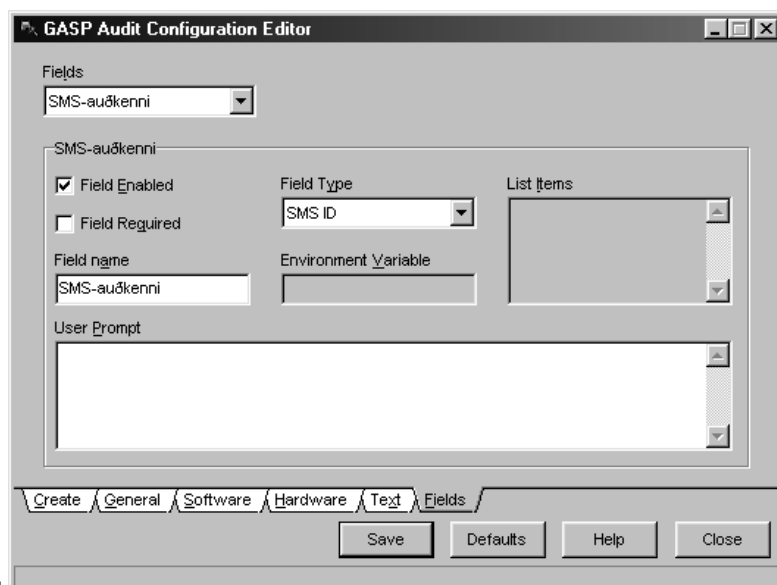 GASP Audit Configuration Editor
Fields
SMS-auðkenni
SMS-auðkenni
Field Enabled
Field Type
List Items
Field Required
SMS ID
Field name
Environment Variable
SMS-auðkenni
User Prompt
Create General Software Hardware Text Fields
Save Defaults Help Close